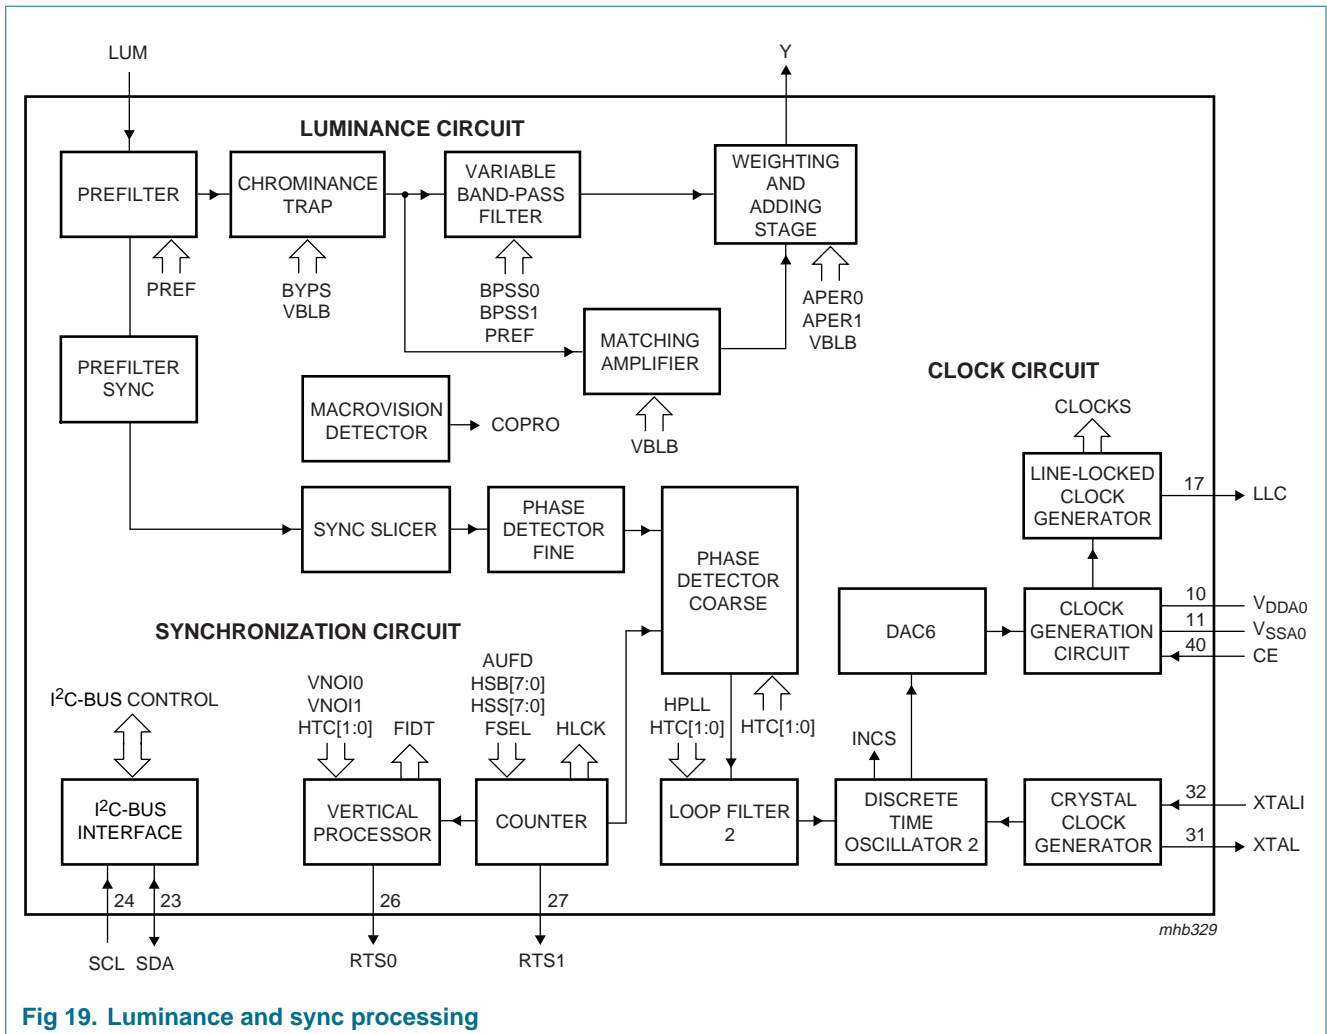 LUM
Y
LUMINANCE CIRCUIT
PREFILTER
CHROMINANCE
TRAP
VARIABLE
BAND-PASS
FILTER
WEIGHTING
AND
ADDING
STAGE
PREF
BYPS
VBLB
BPSS0
BPSS1
PREF
APER0
APER1
VBLB
PREFILTER
SYNC
MATCHING
AMPLIFIER
VBLB
MACROVISION
DETECTOR
COPRO
CLOCK CIRCUIT
CLOCKS
LINE-LOCKED
CLOCK
GENERATOR
17
LLC
SYNC SLICER
PHASE
DETECTOR
FINE
PHASE
DETECTOR
COARSE
SYNCHRONIZATION CIRCUIT
DAC6
CLOCK
GENERATION
CIRCUIT
10
VDDA0
11
VSSA0
40
CE
I2C-BUS CONTROL
VNOI0
VNOI1
HTC[1:0]
FIDT
AUFD
HSB[7:0]
HSS[7:0]
FSEL
HLCK
HPLL
HTC[1:0]
HTC[1:0]
INCS
I2C-BUS
INTERFACE
VERTICAL
PROCESSOR
COUNTER
LOOP FILTER
2
DISCRETE
TIME
OSCILLATOR 2
CRYSTAL
CLOCK
GENERATOR
32
XTALI
31
XTAL
24
23
26
27
SCL
SDA
RTS0
RTS1
mhb329
Fig 19. Luminance and sync processing